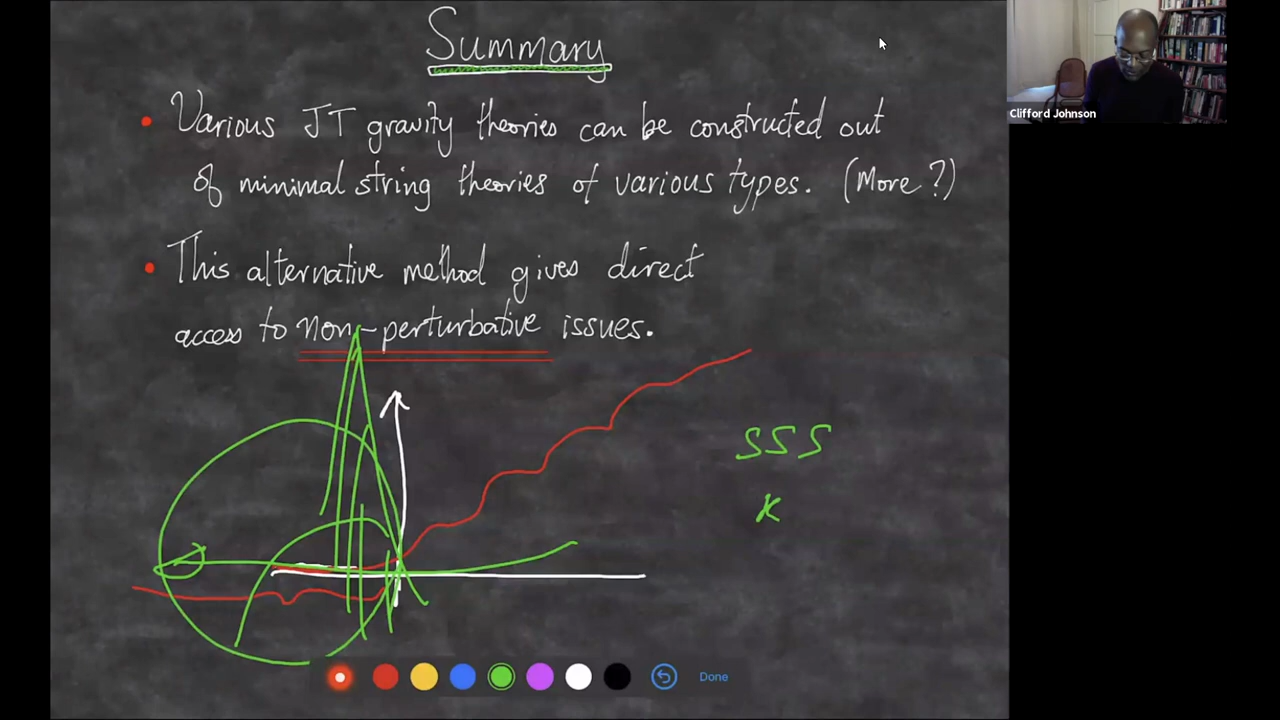 Summary
Clifford Johnson
• Various JT gravity theories can be constructed out
of minimal string theories of various types. (More?)
• This alternative method gives direct
access to non-perturbative issues.
SSS
K
Done